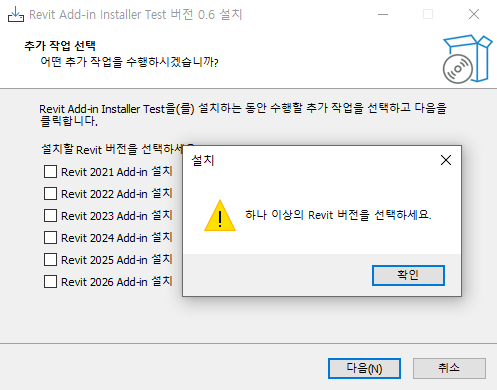 Revit Add-in Installer Test 버전 0.6 설치
추가 작업 선택
어떤 추가 작업을 수행하시겠습니까?
Revit Add-in Installer Test을(를) 설치하는 동안 수행할 추가 작업을 선택하고 다음을
클릭합니다.
설치할 Revit 버전을 선택하세요
Revit 2021 Add-in 설치
Revit 2022 Add-in 설치
Revit 2023 Add-in 설치
Revit 2024 Add-in 설치
Revit 2025 Add-in 설치
Revit 2026 Add-in 설치
설치
하나 이상의 Revit 버전을 선택하세요.
확인
다음(N)
취소